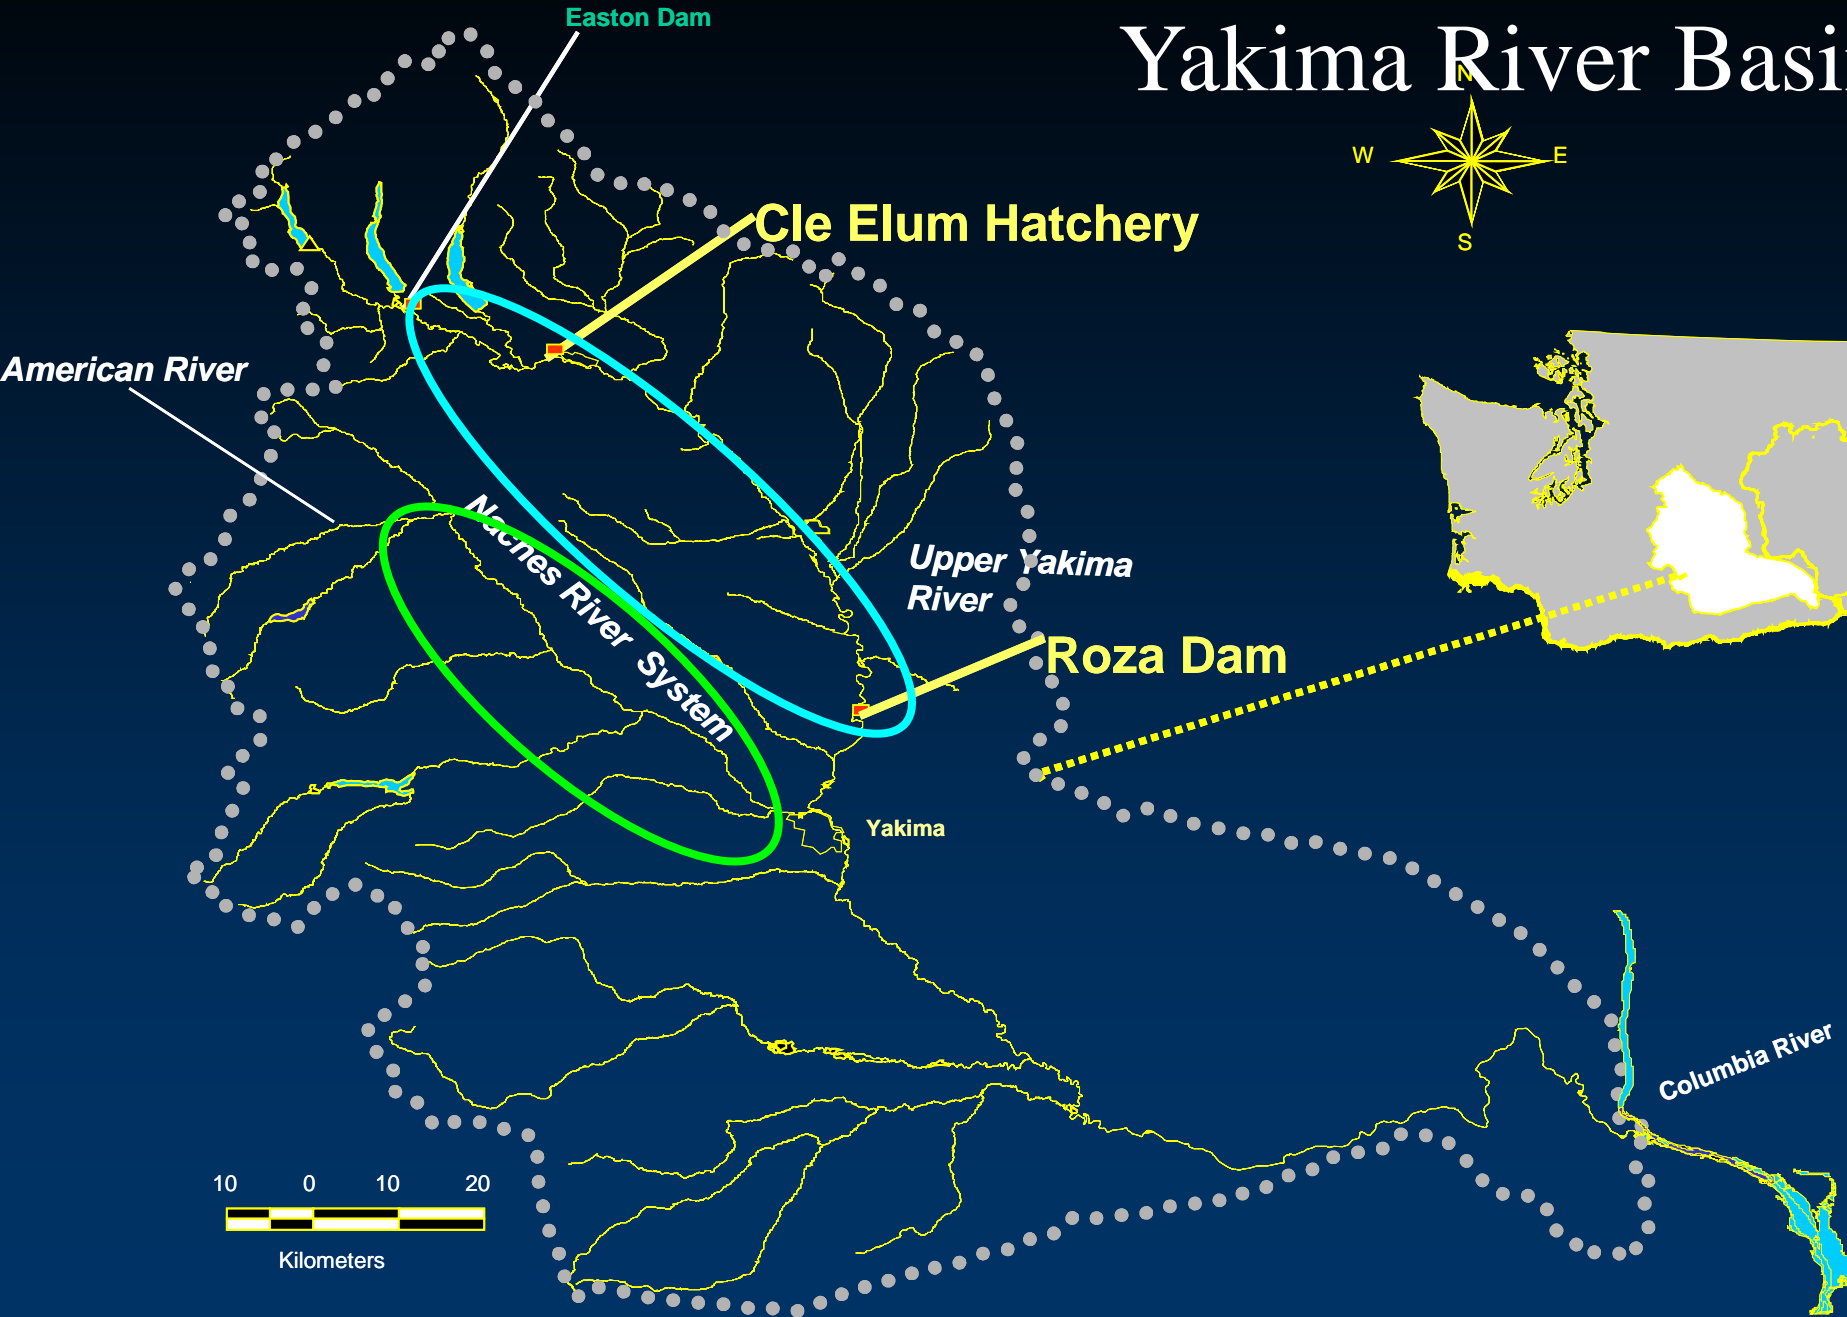 Easton Dam
Yakima River Basi
N
W
E
S
Cle Elum Hatchery
American River
Naches River System
Upper Yakima
River
Roza Dam
Yakima
Columbia River
10 0 10 20
Kilometers